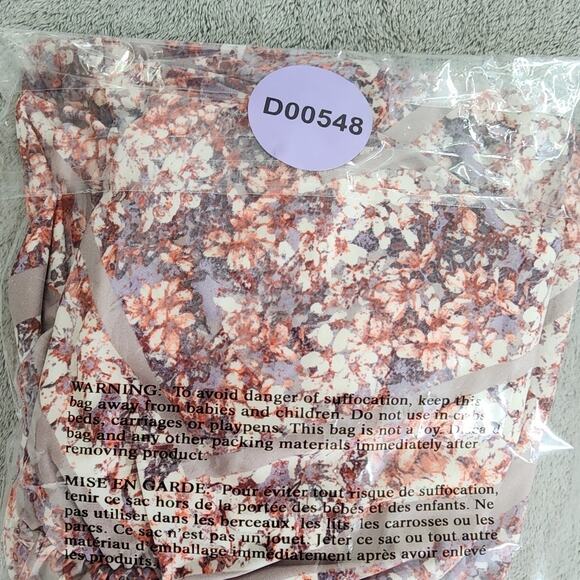 D00548
WARNING: To avoid danger of suffocation, keep this
bag away from babies and children. Do not use in cribs
beds, carriages or playpens. This bag is not a toy. Discard
bag and any other packing materials immediately after
removing product.
MISE EN GARDE: Pour éviter tout risque de suffocation,
tenir ce sac hors de la portée des bébés et des enfants. Ne
pas utiliser dans les berceaux, les lits, les carrosses ou les
parcs. Ce sac n'est pas un jouet. Jeter ce sac ou tout autre
matériau d'emballage immédiatement après avoir enlevé
les produits.